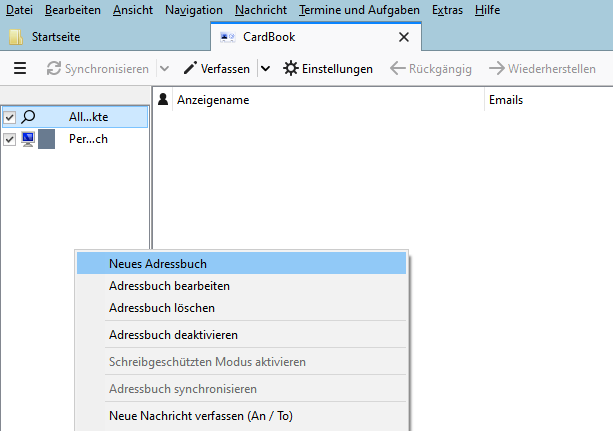 Datei Bearbeiten Ansicht Navigation Nachricht Termine und Aufgaben Extras Hilfe
Startseite CardBook
Synchronisieren Verfassen Einstellungen Rückgängig Wiederherstellen
Anzeigename Emails
All...kte
Per...ch
Neues Adressbuch
Adressbuch bearbeiten
Adressbuch löschen
Adressbuch deaktivieren
Schreibgeschützten Modus aktivieren
Adressbuch synchronisieren
Neue Nachricht verfassen (An / To)